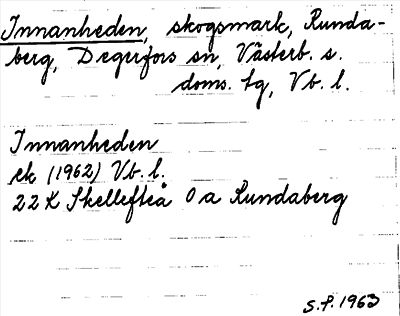 Innanheden, skogsmark, Runda-
berg, Degerfors sn, Västerb. s.
doms. tg, Vb. l.
Innanheden
ek (1962) Vb. l.
22 K Skellefteå 0 a Rundaberg
S.P. 1963